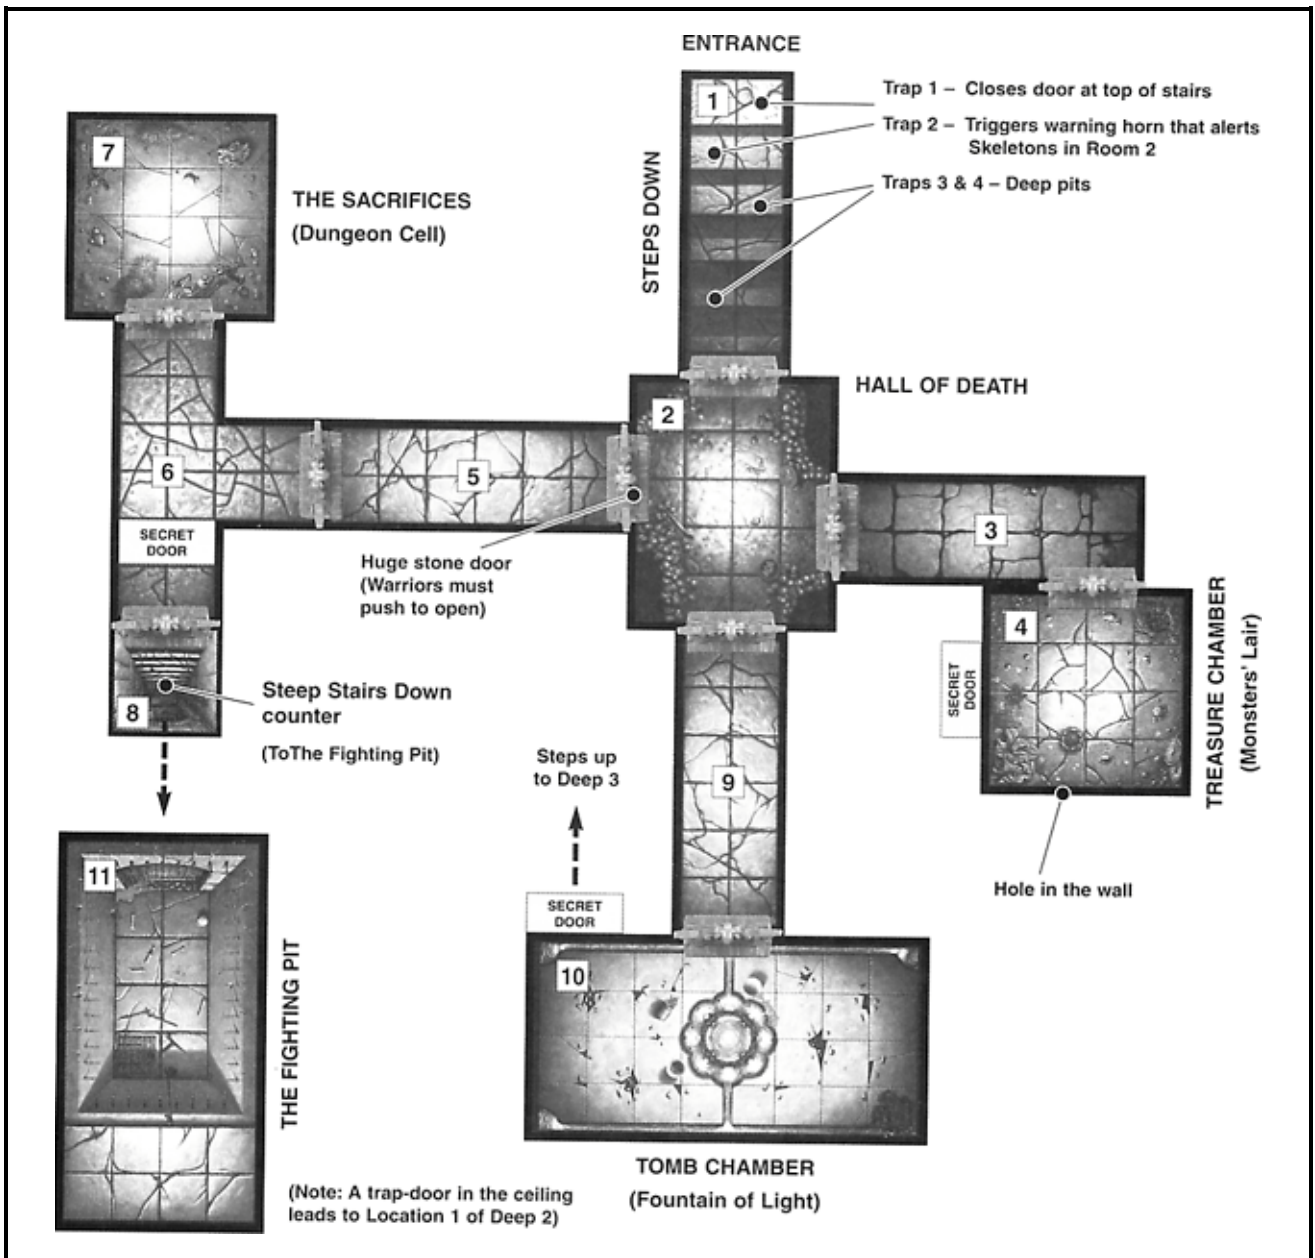 ENTRANCE
1
Trap 1 – Closes door at top of stairs
Trap 2 – Triggers warning horn that alerts
Skeletons in Room 2
Traps 3 & 4 – Deep pits
STEPS DOWN
7
THE SACRIFICES
(Dungeon Cell)
HALL OF DEATH
2
6
5
3
SECRET
DOOR
Huge stone door
(Warriors must
push to open)
4
SECRET
DOOR
TREASURE CHAMBER
(Monsters' Lair)
8
Steep Stairs Down
counter
(ToThe Fighting Pit)
Steps up
to Deep 3
9
Hole in the wall
11
SECRET
DOOR
10
THE FIGHTING PIT
TOMB CHAMBER
(Fountain of Light)
(Note: A trap-door in the ceiling
leads to Location 1 of Deep 2)